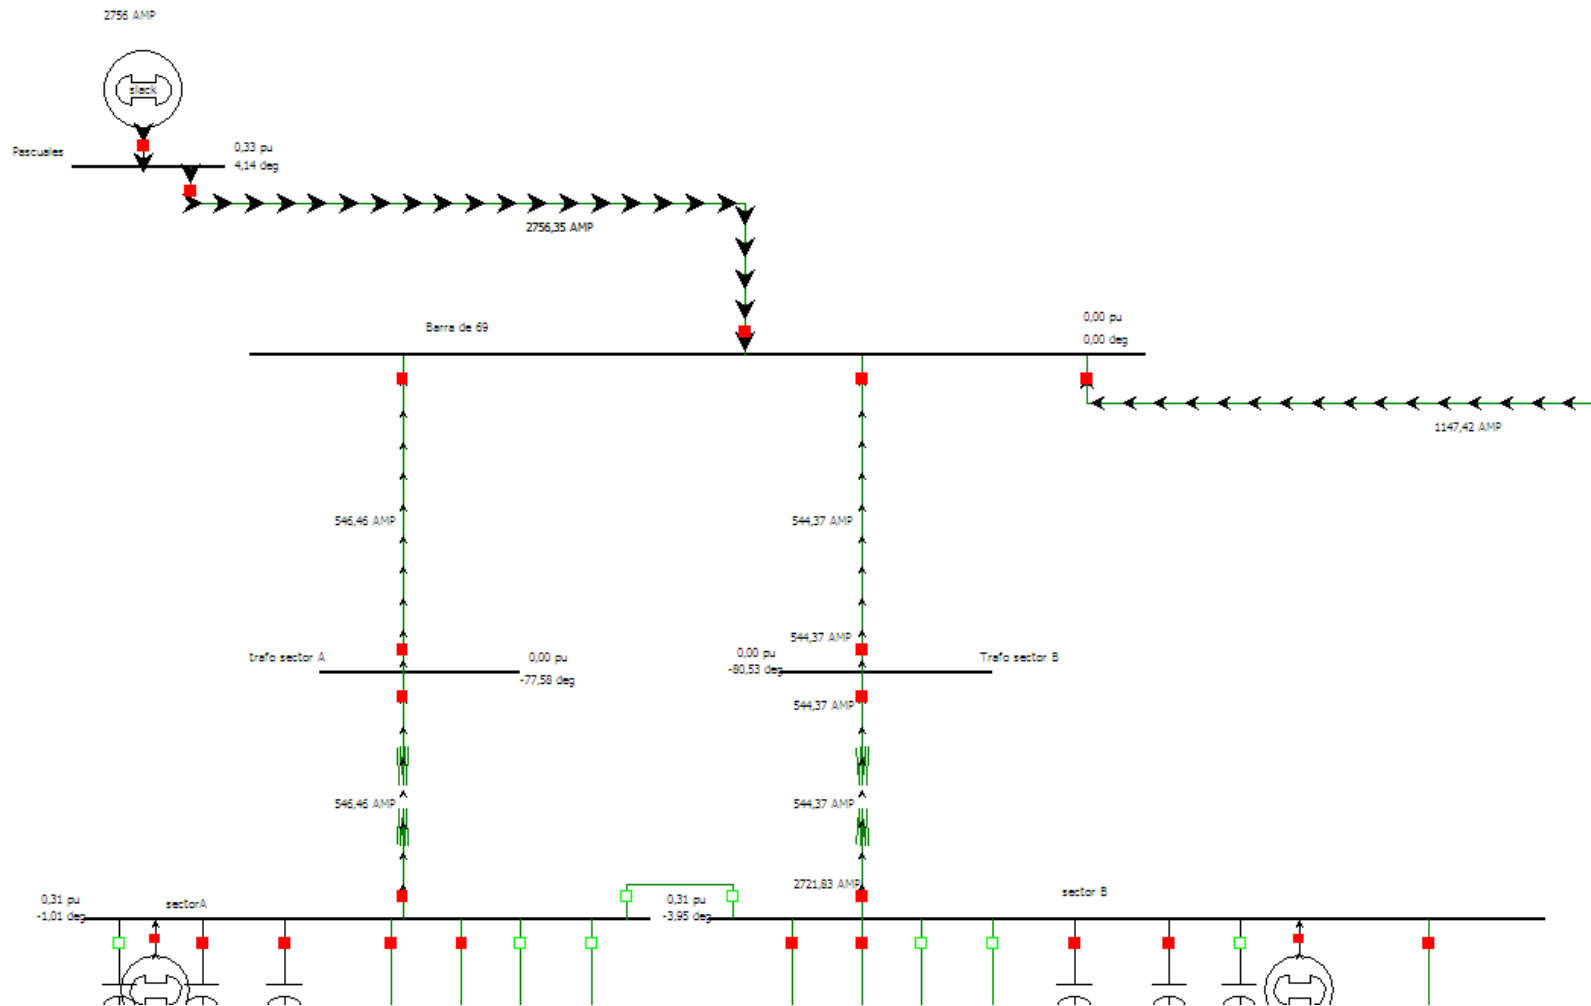 2756 AMP
slack
Pascuales
0,33 pu
4,14 deg
2756,35 AMP
Barra de 69
0,00 pu
0,00 deg
1147,42 AMP
546,46 AMP
544,37 AMP
544,37 AMP
trafo sector A
0,00 pu
-77,58 deg
0,00 pu
-80,53 deg
Trafo sector B
544,37 AMP
546,46 AMP
544,37 AMP
2721,83 AMP
0,31 pu
-1,01 deg
sectorA
0,31 pu
-3,95 deg
sector B